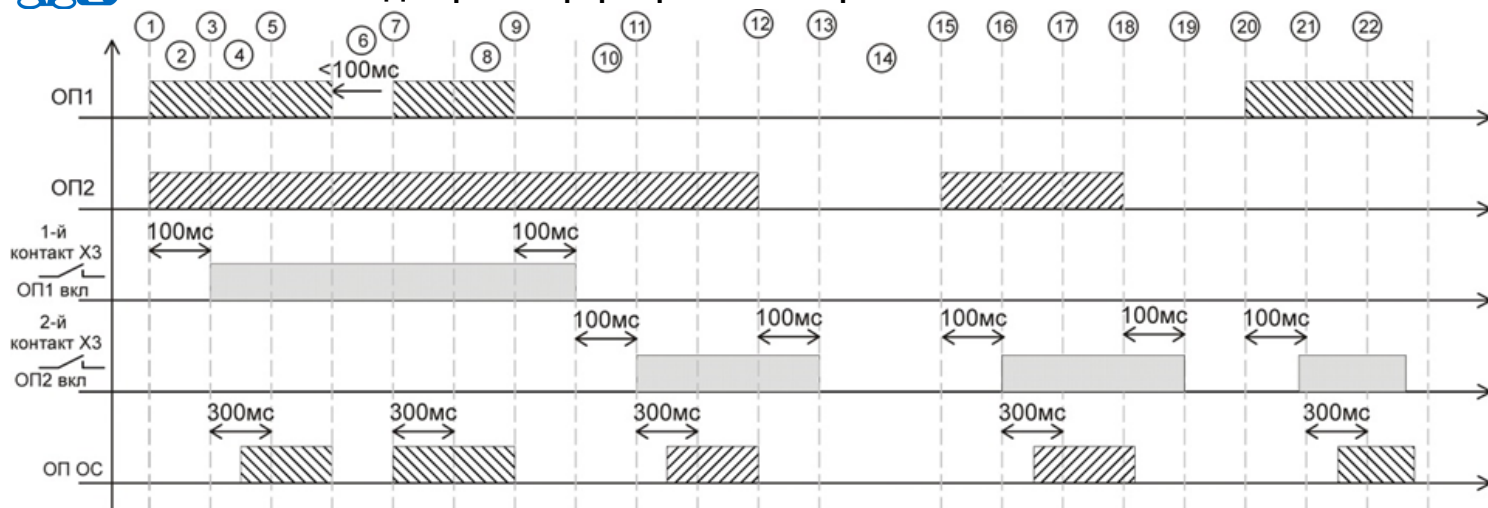 1 3 5 7 9 11 12 13 15 16 17 18 19 20 21 22
2 4 6 8 10 14
<100мс
ОП1
ОП2
1-й
контакт X3
ОП1 вкл
100мс 100мс
2-й
контакт X3
ОП2 вкл
100мс 100мс 100мс 100мс 100мс
300мс 300мс 300мс 300мс 300мс
ОП ОС